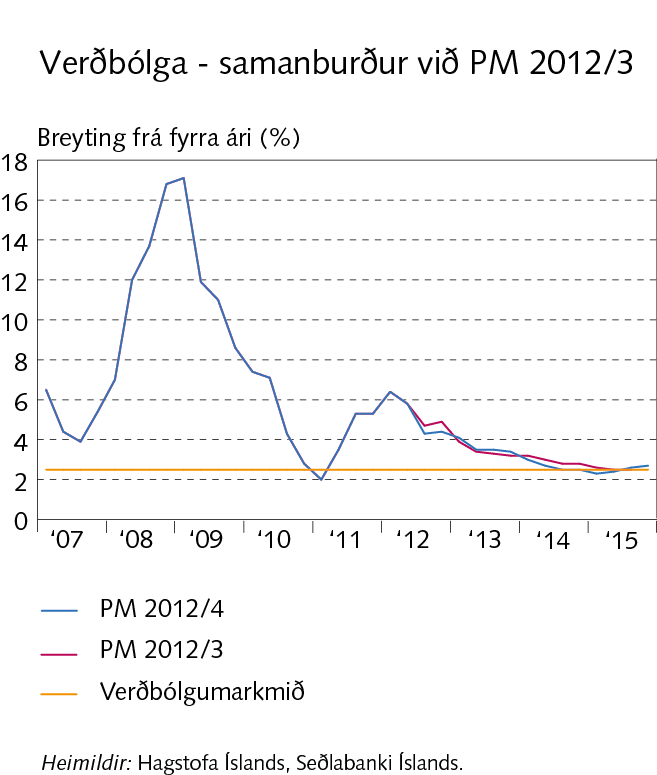 Verðbólga - samanburður við PM 2012/3
Breyting frá fyrra ári (%)
18
16
14
12
10
8
6
4
2
0
‘07 ‘08 ‘09 ‘10 ‘11 ‘12 ‘13 ‘14 ‘15
PM 2012/4
PM 2012/3
Verðbólgumarkmið
Heimildir: Hagstofa Íslands, Seðlabanki Íslands.